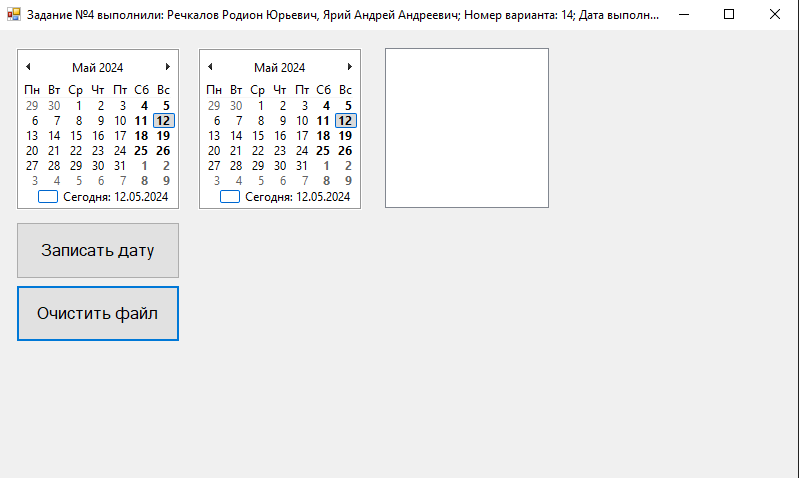 Задание №4 выполнили: Речкалов Родион Юрьевич, Ярий Андрей Андреевич; Номер варианта: 14; Дата выполн...
Май 2024
Пн Вт Ср Чт Пт Сб Вс
29 30 1 2 3 4 5
6 7 8 9 10 11 12
13 14 15 16 17 18 19
20 21 22 23 24 25 26
27 28 29 30 31 1 2
3 4 5 6 7 8 9
Сегодня: 12.05.2024
Май 2024
Пн Вт Ср Чт Пт Сб Вс
29 30 1 2 3 4 5
6 7 8 9 10 11 12
13 14 15 16 17 18 19
20 21 22 23 24 25 26
27 28 29 30 31 1 2
3 4 5 6 7 8 9
Сегодня: 12.05.2024
Записать дату
Очистить файл